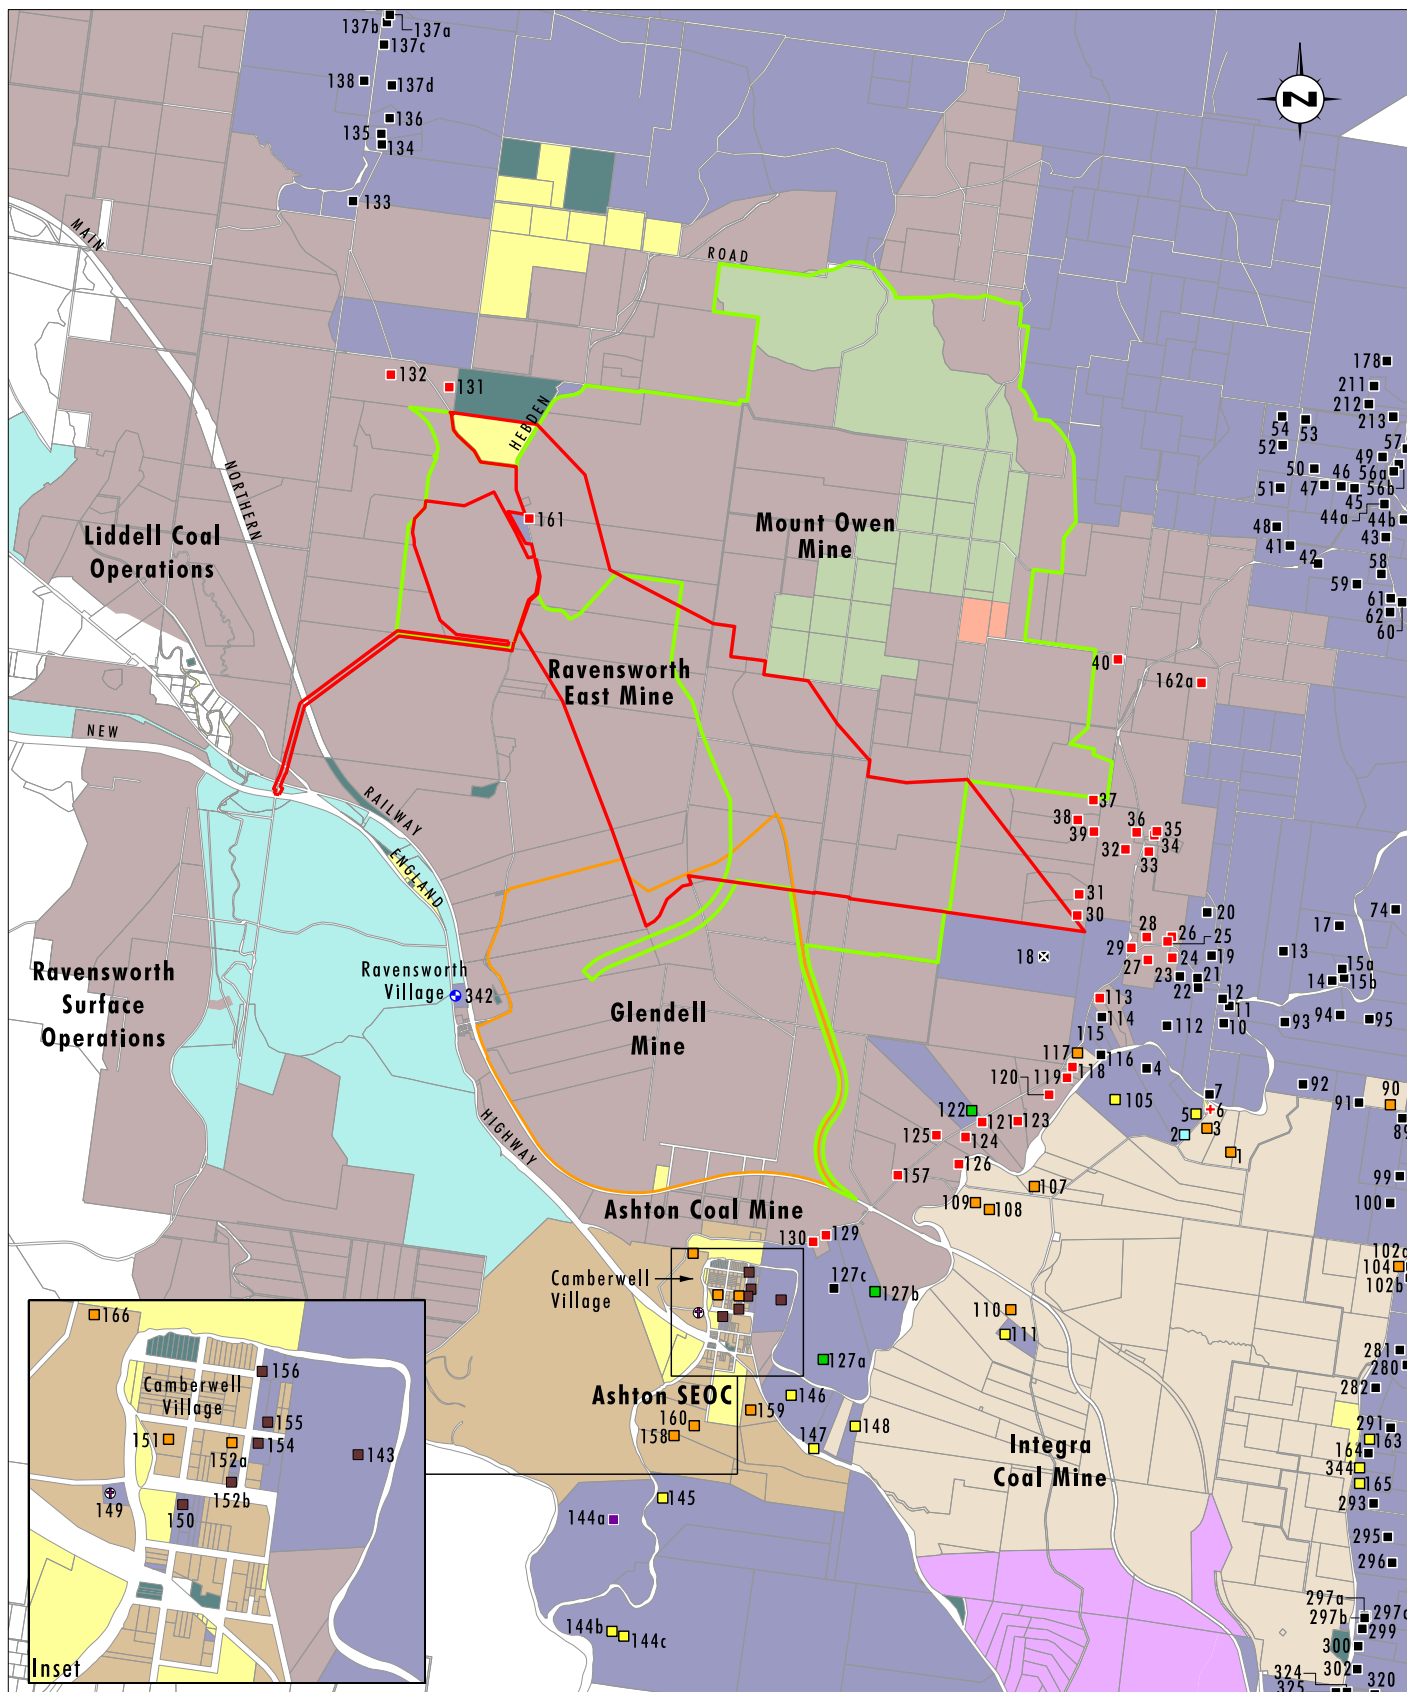 137b
137a
137c
138
137d
136
135
134
133
N
MAIN
ROAD
132
131
HEBDEN
178
211
212
213
54
53
52
57
49
50
56a
46
56b
51
47
45
44a
44b
48
43
41
42
58
59
61
62
60
NORTHERN
161
Liddell Coal
Operations
Mount Owen
Mine
Ravensworth
East Mine
40
162a
NEW
RAILWAY
ENGLAND
37
38
39
36
35
34
32
33
31
30
20
17
74
28
26
25
29
19
13
18
27
24
23
21
22
15a
14
15b
Ravensworth
Surface
Operations
Ravensworth
Village
342
Glendell
Mine
113
114
12
11
10
112
93
94
95
115
117
116
118
119
120
4
105
7
6
5
2
3
1
92
91
90
89
122
121
123
125
124
126
157
HIGHWAY
107
109
108
99
100
Ashton Coal Mine
130
129
127c
127b
Camberwell
Village
110
111
102a
104
102b
127a
281
280
282
Ashton SEOC
146
159
160
158
147
148
Integra
Coal Mine
291
163
164
344
165
293
295
296
145
144a
144b
144c
297a
297b
297c
299
300
302
324
325
320
166
Camberwell
Village
156
155
154
151
152a
143
152b
149
150
Inset